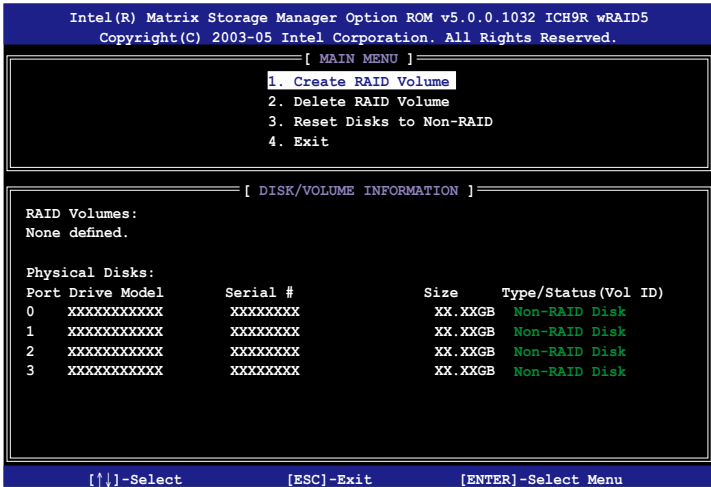 Intel(R) Matrix Storage Manager Option ROM v5.0.0.1032 ICH9R wRAID5
Copyright(C) 2003-05 Intel Corporation. All Rights Reserved.
[ MAIN MENU ]
1. Create RAID Volume
2. Delete RAID Volume
3. Reset Disks to Non-RAID
4. Exit
[ DISK/VOLUME INFORMATION ]
RAID Volumes:
None defined.
Physical Disks:
Port Drive Model Serial # Size Type/Status(Vol ID)
0 XXXXXXXXXXX XXXXXXXX XX.XXGB Non-RAID Disk
1 XXXXXXXXXXX XXXXXXXX XX.XXGB Non-RAID Disk
2 XXXXXXXXXXX XXXXXXXX XX.XXGB Non-RAID Disk
3 XXXXXXXXXXX XXXXXXXX XX.XXGB Non-RAID Disk
[↑↓]-Select [ESC]-Exit [ENTER]-Select Menu